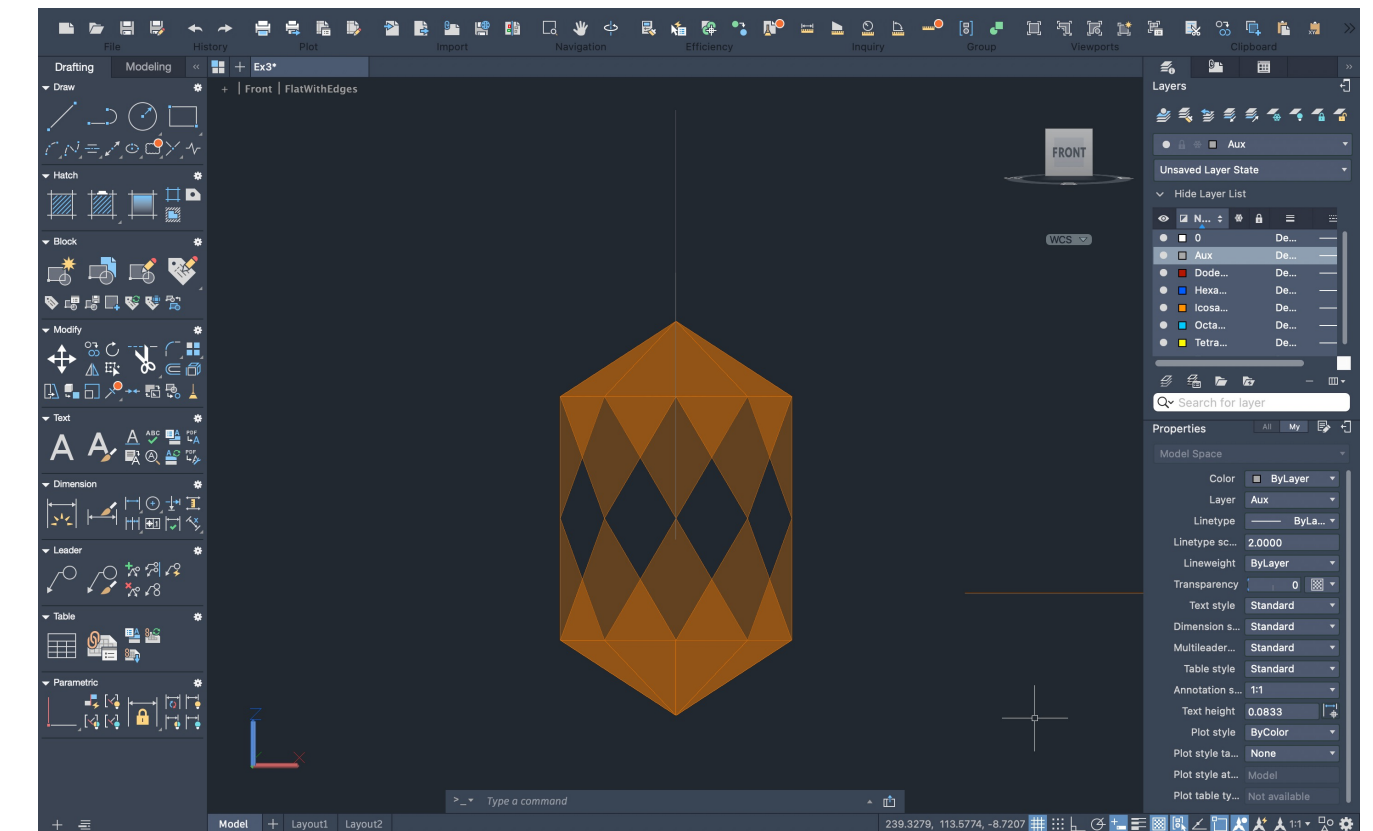 File History Plot Import Navigation Efficiency Inquiry Group Viewports Clipboard
Drafting Modeling
Ex3*
Draw
+ | Front | FlatWithEdges
Hatch
Block
Modify
Text
A A A ABC PDF
Dimension
Leader
Table
Parametric
FRONT
WCS
Z
X
Layers
Aux
Unsaved Layer State
Hide Layer List
N...
0 De...
Aux De...
Dode... De...
Hexa... De...
Icosa... De...
Octa... De...
Tetra... De...
Search for layer
Properties All My
Model Space
Color ByLayer
Layer Aux
Linetype ByLa...
Linetype sc... 2.0000
Lineweight ByLayer
Transparency 0
Text style Standard
Dimension s... Standard
Multileader... Standard
Table style Standard
Annotation s... 1:1
Text height 0.0833
Plot style ByColor
Plot style ta... None
Plot style at... Model
Plot table ty... Not available
>_ Type a command
Model + Layout1 Layout2
239.3279, 113.5774, -8.7207
1:1